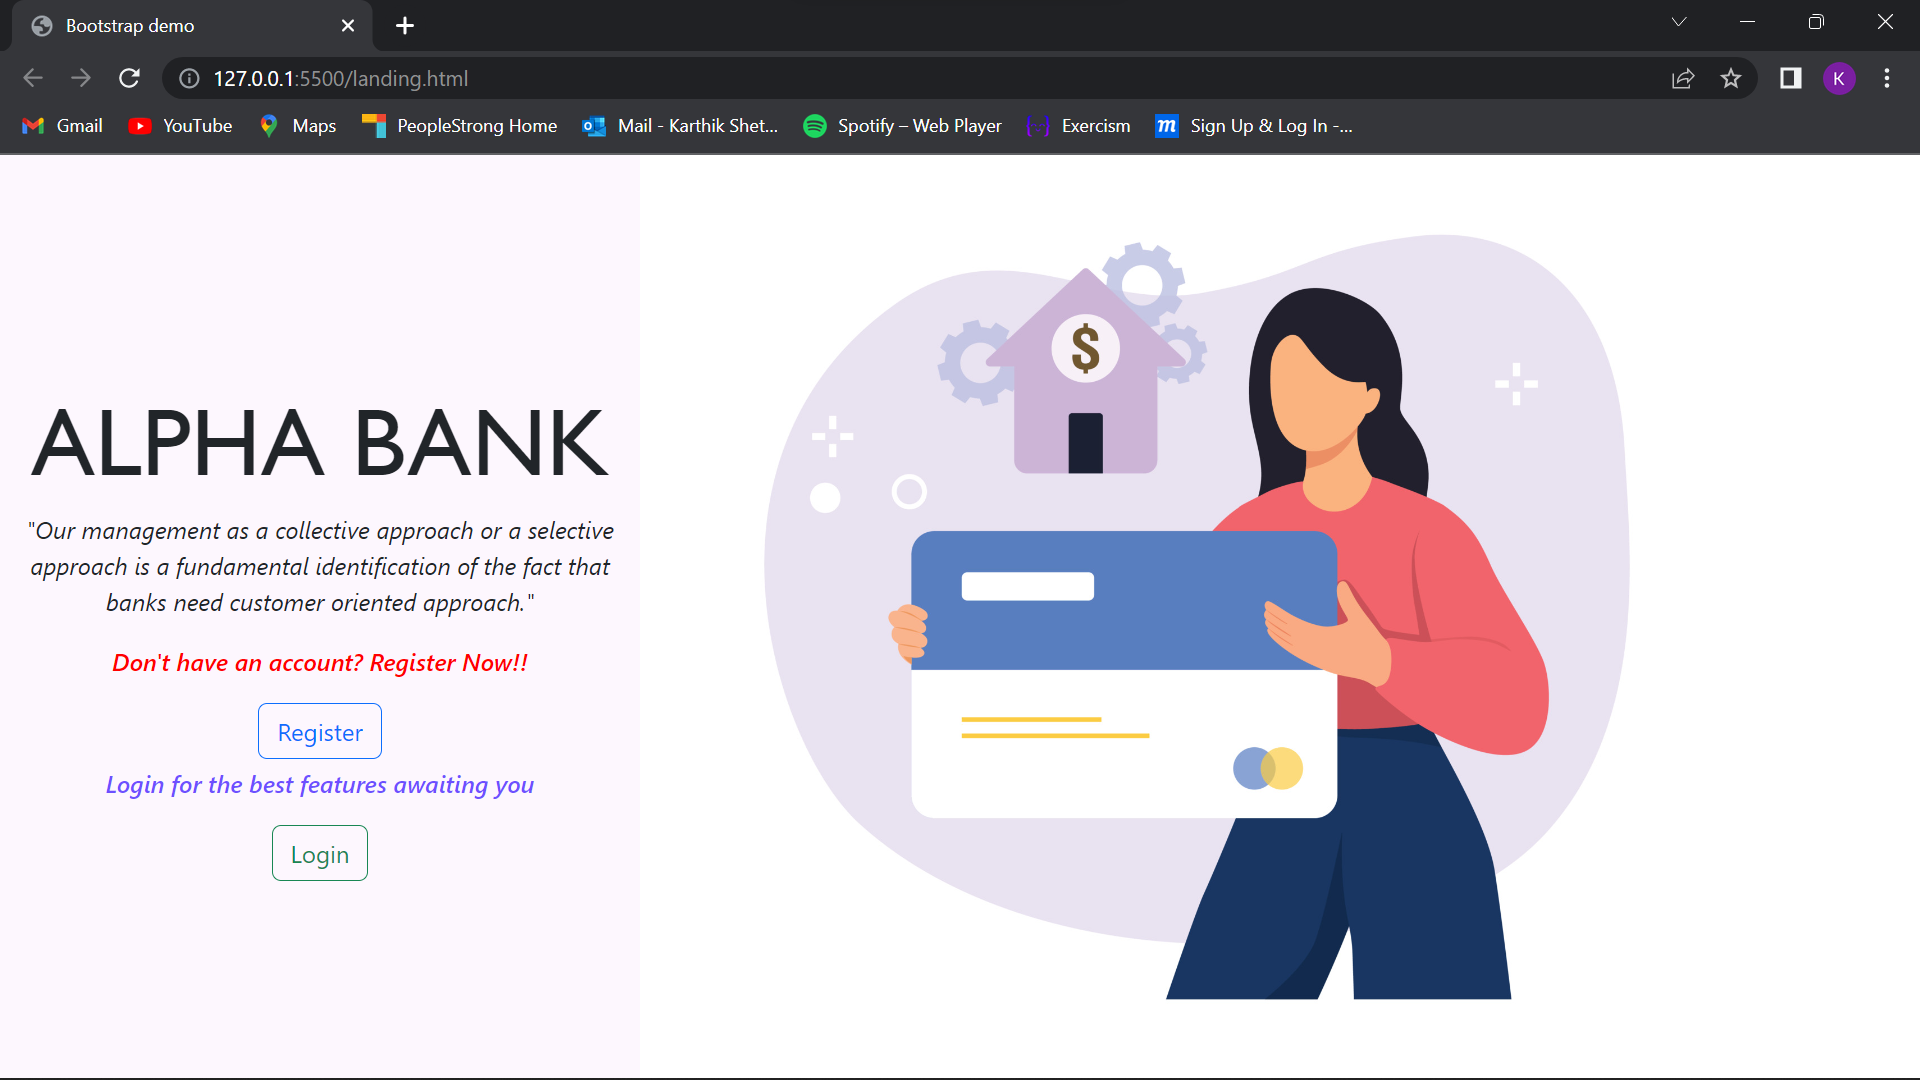 Bootstrap demo
127.0.0.1:5500/landing.html
K
Gmail
YouTube
Maps
PeopleStrong Home
Mail - Karthik Shet...
Spotify – Web Player
Exercism
m
Sign Up & Log In -...
$
ALPHA BANK
"Our management as a collective approach or a selective
approach is a fundamental identification of the fact that
banks need customer oriented approach."
Don't have an account? Register Now!!
Register
Login for the best features awaiting you
Login